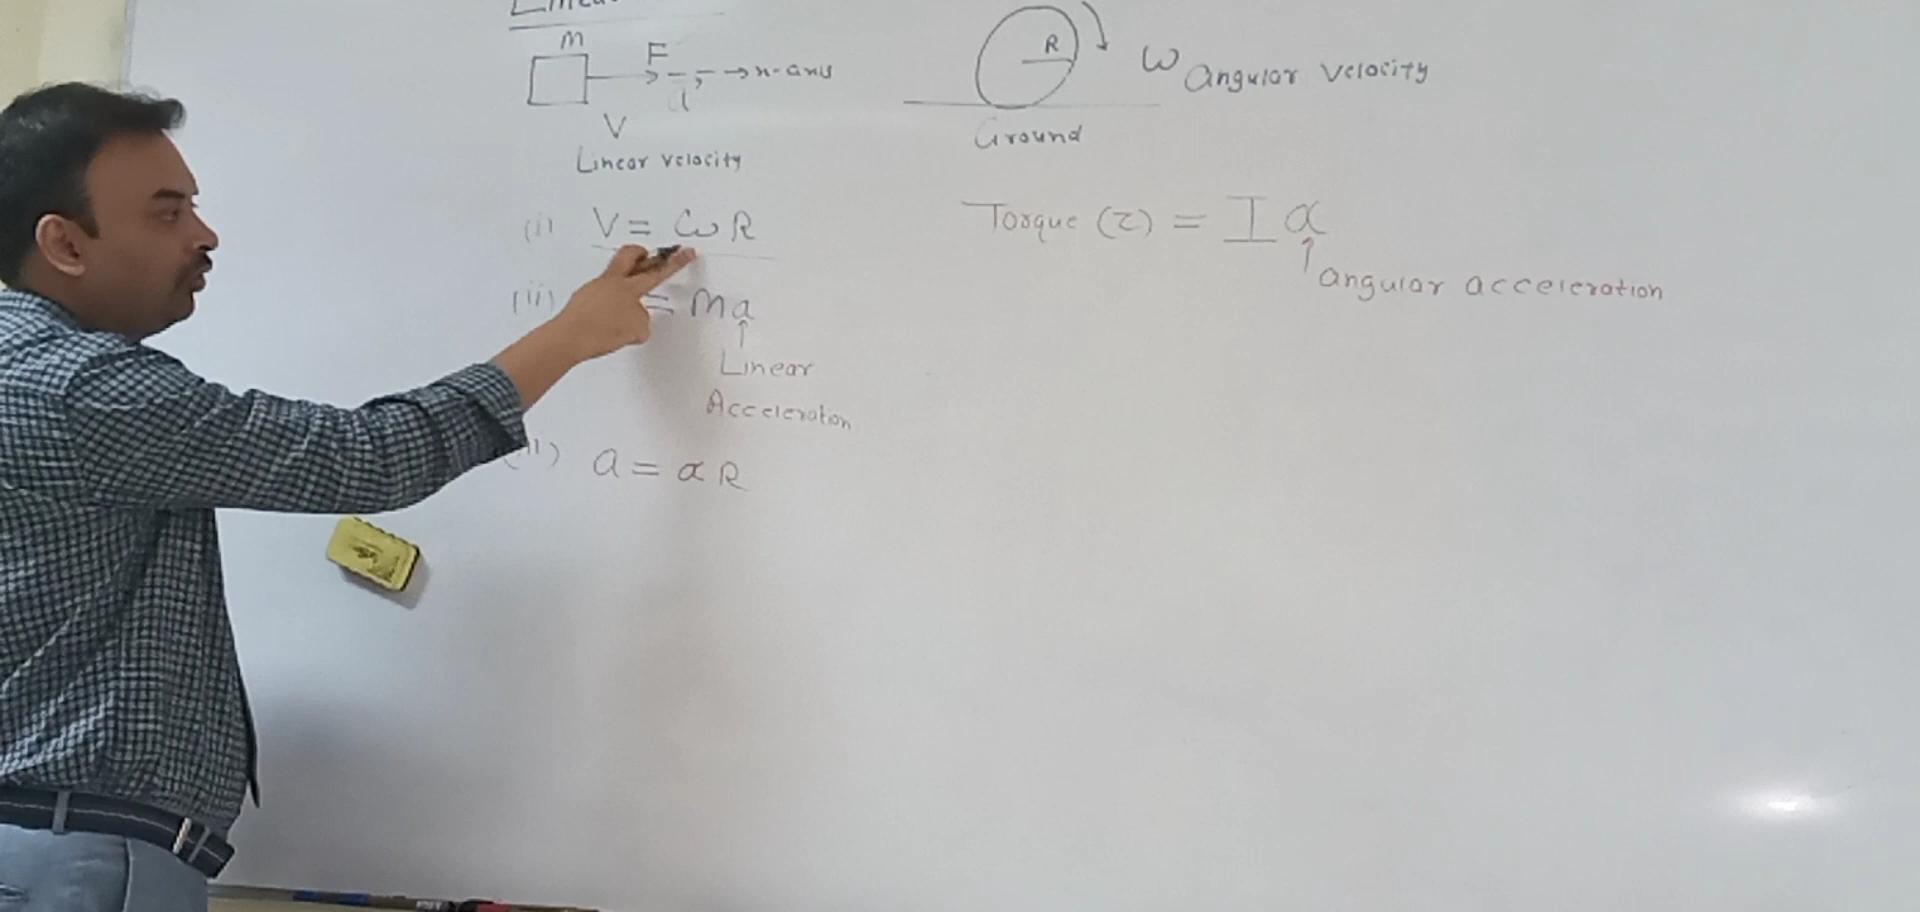 m
F
x-axis
a
V
Linear velocity
(i) V = ωR
(ii) = ma
Linear
Acceleration
a = αR
R
ω angular velocity
Ground
Torque (τ) = I α
angular acceleration